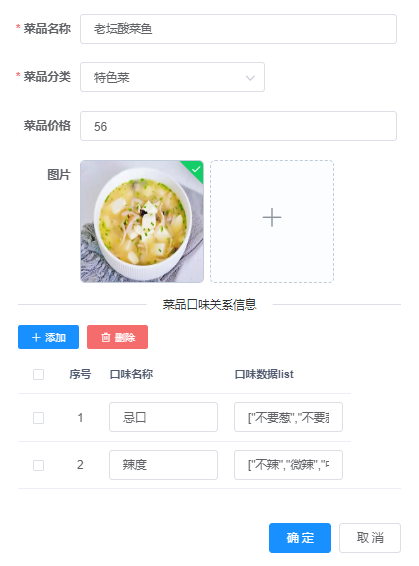 * 菜品名称 老坛酸菜鱼
* 菜品分类 特色菜
菜品价格 56
图片
菜品口味关系信息
添加 删除
序号 口味名称 口味数据list
1 忌口 ["不要葱","不要
2 辣度 ["不辣","微辣","
确 定 取 消